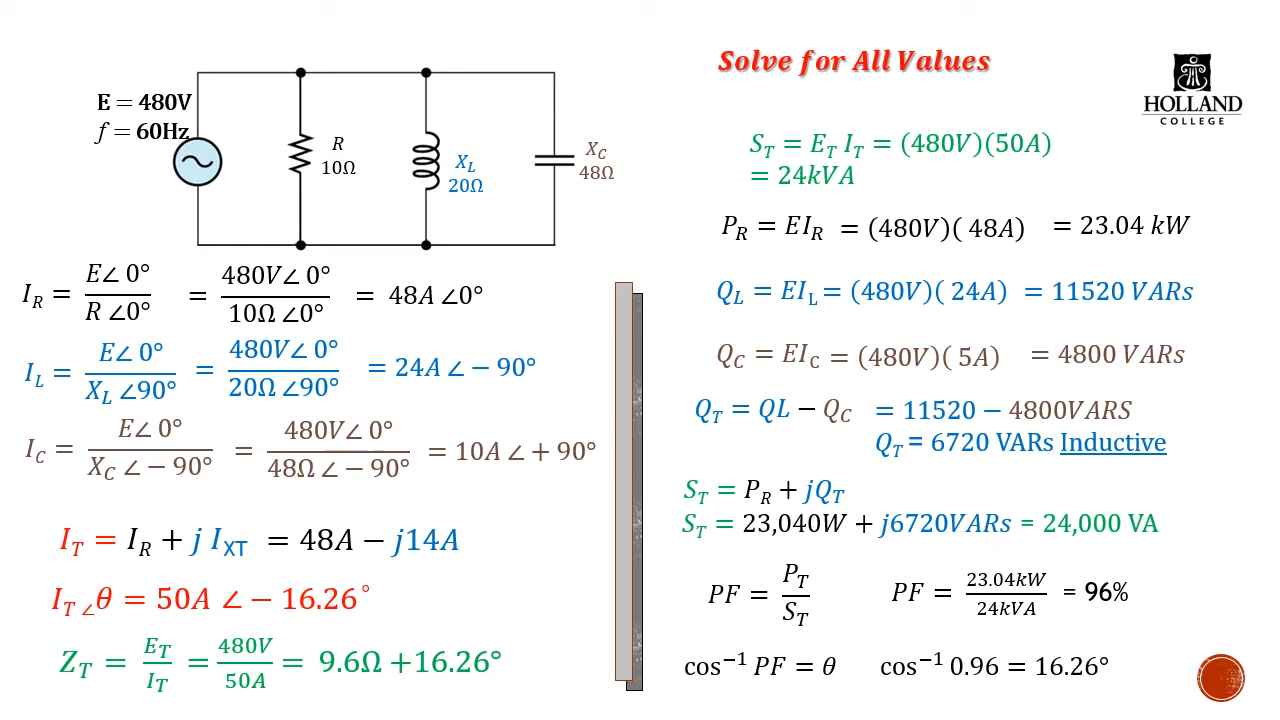 Solve for All Values
HOLLAND
COLLEGE
E = 480V
f = 60Hz
R
10Ω
X_L
20Ω
X_C
48Ω
I_R = E∠ 0° / R ∠0° = 480V∠ 0° / 10Ω ∠0° = 48A ∠0°
I_L = E∠ 0° / X_L ∠90° = 480V∠ 0° / 20Ω ∠90° = 24A ∠ − 90°
I_C = E∠ 0° / X_C ∠ − 90° = 480V∠ 0° / 48Ω ∠ − 90° = 10A ∠ + 90°
I_T = I_R + j I_XT = 48A − j14A
I_T ∠ θ = 50A ∠ − 16.26°
Z_T = E_T / I_T = 480V / 50A = 9.6Ω +16.26°
S_T = E_T I_T = (480V)(50A)
= 24kVA
P_R = EI_R = (480V)( 48A) = 23.04 kW
Q_L = EI_L = (480V)( 24A) = 11520 VARs
Q_C = EI_C = (480V)( 5A) = 4800 VARs
Q_T = QL − Q_C = 11520 − 4800VARS
Q_T = 6720 VARs Inductive
S_T = P_R + jQ_T
S_T = 23,040W + j6720VARs = 24,000 VA
PF = P_T / S_T PF = 23.04kW / 24kVA = 96%
cos⁻¹ PF = θ cos⁻¹ 0.96 = 16.26°